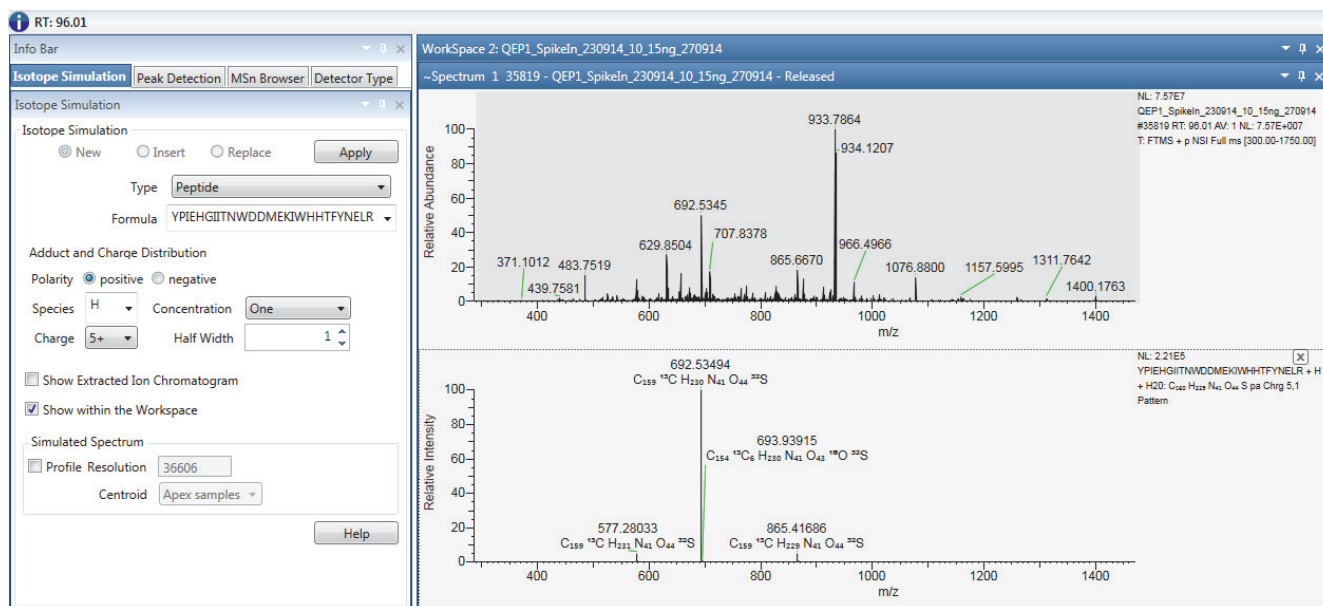 RT: 96.01
Info Bar
Isotope Simulation Peak Detection MSn Browser Detector Type
Isotope Simulation
Isotope Simulation
New Insert Replace Apply
Type Peptide
Formula YPIEHGIITNWDDMEKIWHHTFYNELR
Adduct and Charge Distribution
Polarity positive negative
Species H Concentration One
Charge 5+ Half Width 1
Show Extracted Ion Chromatogram
Show within the Workspace
Simulated Spectrum
Profile Resolution 36606
Centroid Apex samples
Help
WorkSpace 2: QEP1_SpikeIn_230914_10_15ng_270914
~Spectrum 1 35819 - QEP1_SpikeIn_230914_10_15ng_270914 - Released
NL: 7.57E7
QEP1_SpikeIn_230914_10_15ng_270914
#35819 RT: 96.01 AV: 1 NL: 7.57E+007
T: FTMS + p NSI Full ms [300.00-1750.00]
Relative Abundance
100
80
60
40
20
0
933.7864
934.1207
692.5345
707.8378
629.8504
966.4966
865.6670
371.1012
483.7519
1076.8800
1157.5995
1311.7642
439.7581
1400.1763
400 600 800 1000 1200 1400
m/z
NL: 2.21E5
YPIEHGIITNWDDMEKIWHHTFYNELR + H
+ H20: C₁₆₀ H₂₂₅ N₄₁ O₄₄ S pa Chrg 5,1
Pattern
X
Relative Intensity
100
80
60
40
20
0
692.53494
C₁₅₉ ¹³C H₂₃₀ N₄₁ O₄₄ ³²S
693.93915
C₁₅₄ ¹³C₆ H₂₃₀ N₄₁ O₄₃ ¹⁸O ³²S
577.28033
C₁₅₉ ¹³C H₂₃₁ N₄₁ O₄₄ ³²S
865.41686
C₁₅₉ ¹³C H₂₂₉ N₄₁ O₄₄ ³²S
400 600 800 1000 1200 1400
m/z